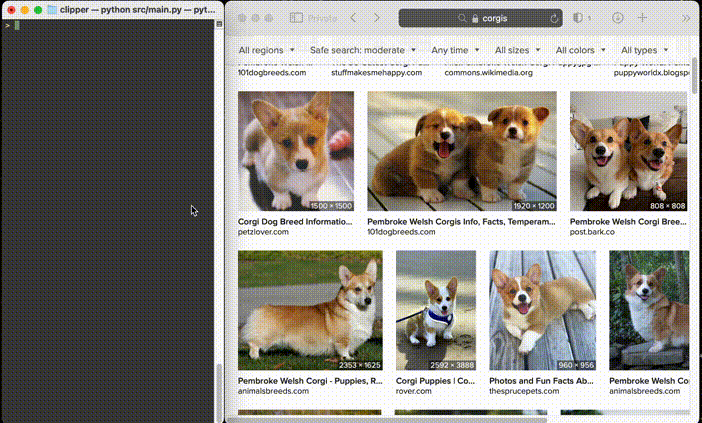 clipper — python src/main.py — pyt...
>
Private
corgis
1
All regions
Safe search: moderate
Any time
All sizes
All colors
All types
101dogbreeds.com
stuffmakesmehappy.com
commons.wikimedia.org
puppyworldx.blogspo
1500 × 1500
1920 × 1200
808 × 808
Corgi Dog Breed Informatio...
Pembroke Welsh Corgis Info, Facts, Temperam...
Pembroke Welsh Corgi Bree...
petzlover.com
101dogbreeds.com
post.bark.co
2353 × 1625
2592 × 3888
960 × 956
Pembroke Welsh Corgi - Puppies, R...
Corgi Puppies | Co...
Photos and Fun Facts Ab...
Pembroke Welsh Co
animalsbreeds.com
rover.com
thesprucepets.com
animalsbreeds.com